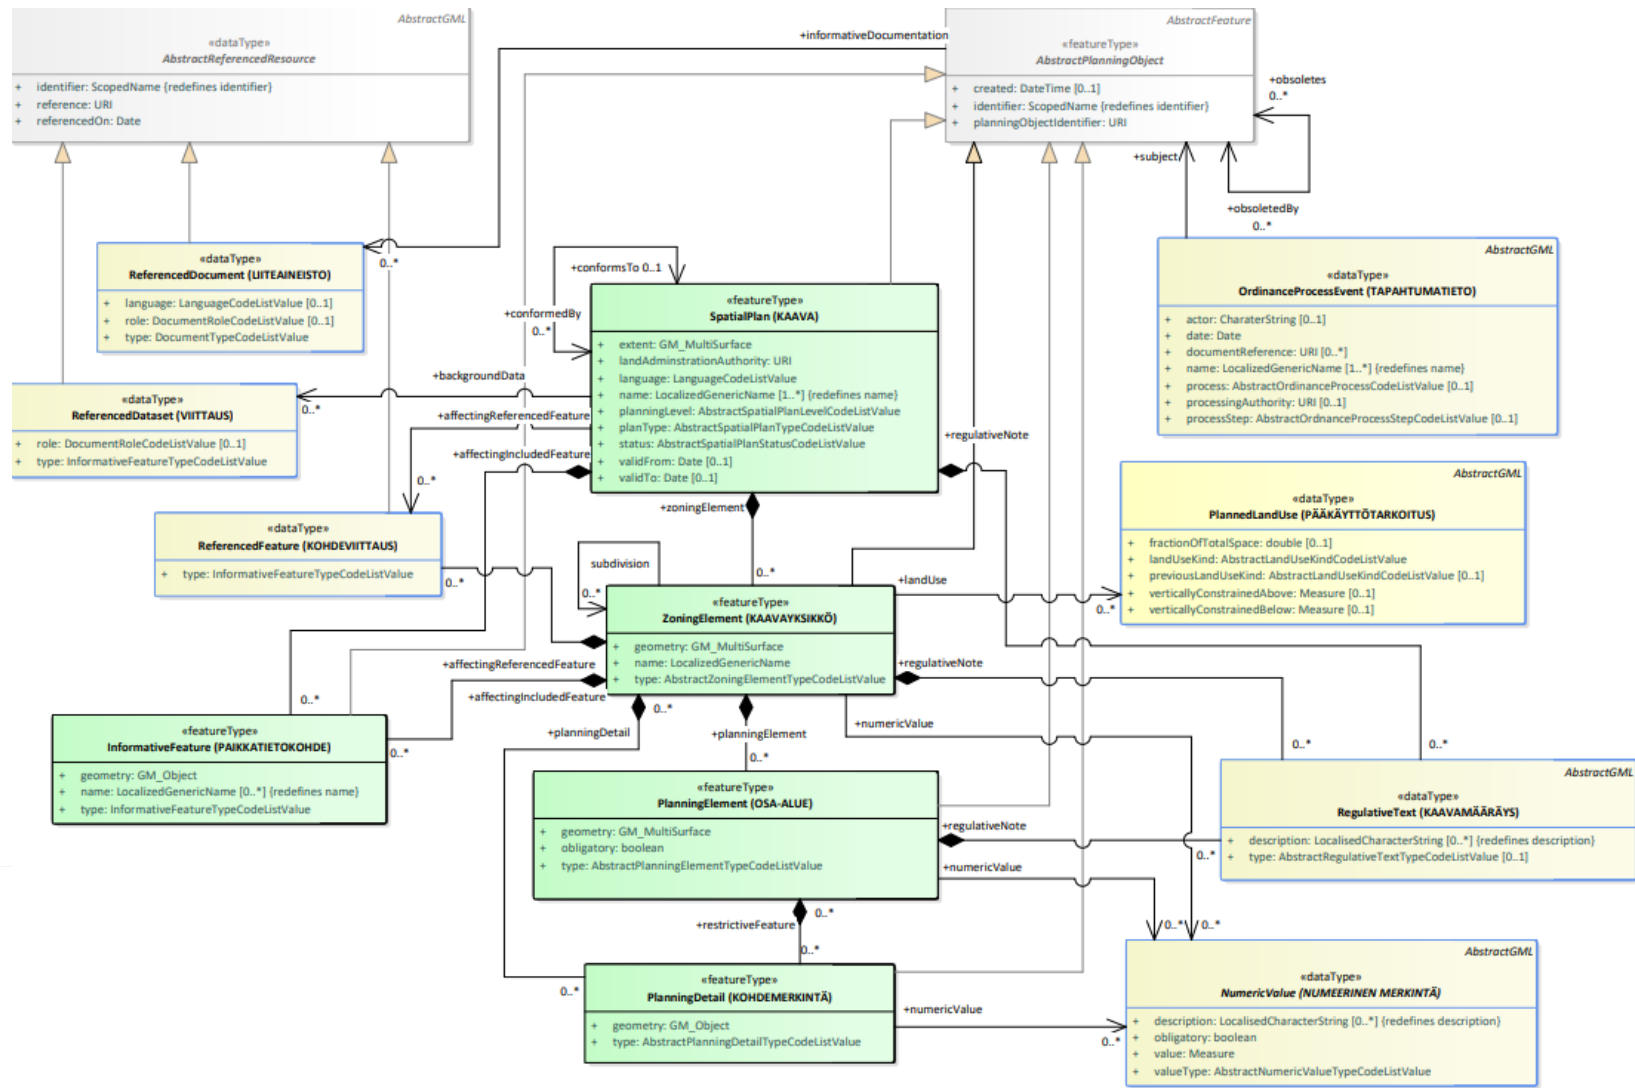 AbstractGML
«dataType»
AbstractReferencedResource
+ identifier: ScopedName {redefines identifier}
+ reference: URI
+ referencedOn: Date
+informativeDocumentation
AbstractFeature
«featureType»
AbstractPlanningObject
+ created: DateTime [0..1]
+ identifier: ScopedName {redefines identifier}
+ planningObjectIdentifier: URI
+obsoletes
0..*
+subject
+obsoletedBy
0..*
«dataType»
ReferencedDocument (LIITEAINEISTO)
+ language: LanguageCodeListValue [0..1]
+ role: DocumentRoleCodeListValue [0..1]
+ type: DocumentTypeCodeListValue
0..*
+conformsTo 0..1
+conformedBy
0..*
«featureType»
SpatialPlan (KAAVA)
+ extent: GM_MultiSurface
+ landAdminstrationAuthority: URI
+ language: LanguageCodeListValue
+ name: LocalizedGenericName [1..*] {redefines name}
+ planningLevel: AbstractSpatialPlanLevelCodeListValue
+ planType: AbstractSpatialPlanTypeCodeListValue
+ status: AbstractSpatialPlanStatusCodeListValue
+ validFrom: Date [0..1]
+ validTo: Date [0..1]
AbstractGML
«dataType»
OrdinanceProcessEvent (TAPAHTUMATIETO)
+ actor: CharaterString [0..1]
+ date: Date
+ documentReference: URI [0..*]
+ name: LocalizedGenericName [1..*] {redefines name}
+ process: AbstractOrdinanceProcessCodeListValue [0..1]
+ processingAuthority: URI [0..1]
+ processStep: AbstractOrdnanceProcessStepCodeListValue [0..1]
+backgroundData
0..*
«dataType»
ReferencedDataset (VIITTAUS)
+ role: DocumentRoleCodeListValue [0..1]
+ type: InformativeFeatureTypeCodeListValue
+affectingReferencedFeature
+affectingIncludedFeature
0..*
+regulativeNote
+zoningElement
0..*
«dataType»
ReferencedFeature (KOHDEVIITTAUS)
+ type: InformativeFeatureTypeCodeListValue
0..*
AbstractGML
«dataType»
PlannedLandUse (PÄÄKÄYTTÖTARKOITUS)
+ fractionOfTotalSpace: double [0..1]
+ landUseKind: AbstractLandUseKindCodeListValue
+ previousLandUseKind: AbstractLandUseKindCodeListValue [0..1]
+ verticallyConstrainedAbove: Measure [0..1]
+ verticallyConstrainedBelow: Measure [0..1]
subdivision
0..*
+landUse
0..*
«featureType»
ZoningElement (KAAVAYKSIKKÖ)
+ geometry: GM_MultiSurface
+ name: LocalizedGenericName
+ type: AbstractZoningElementTypeCodeListValue
+affectingReferencedFeature
+affectingIncludedFeature
+regulativeNote
0..*
0..*
«featureType»
InformativeFeature (PAIKKATIETOKOHDE)
+ geometry: GM_Object
+ name: LocalizedGenericName [0..*] {redefines name}
+ type: InformativeFeatureTypeCodeListValue
0..*
+planningDetail
+planningElement
0..*
+numericValue
0..*
0..*
«featureType»
PlanningElement (OSA-ALUE)
+ geometry: GM_MultiSurface
+ obligatory: boolean
+ type: AbstractPlanningElementTypeCodeListValue
+regulativeNote
0..*
+numericValue
AbstractGML
«dataType»
RegulativeText (KAAVAMÄÄRÄYS)
+ description: LocalisedCharacterString [0..*] {redefines description}
+ type: AbstractRegulativeTextTypeCodeListValue [0..1]
+restrictiveFeature
0..*
0..*
0..*
0..*
0..*
«featureType»
PlanningDetail (KOHDEMERKINTÄ)
+ geometry: GM_Object
+ type: AbstractPlanningDetailTypeCodeListValue
+numericValue
0..*
AbstractGML
«dataType»
NumericValue (NUMEERINEN MERKINTÄ)
+ description: LocalisedCharacterString [0..*] {redefines description}
+ obligatory: boolean
+ value: Measure
+ valueType: AbstractNumericValueTypeCodeListValue